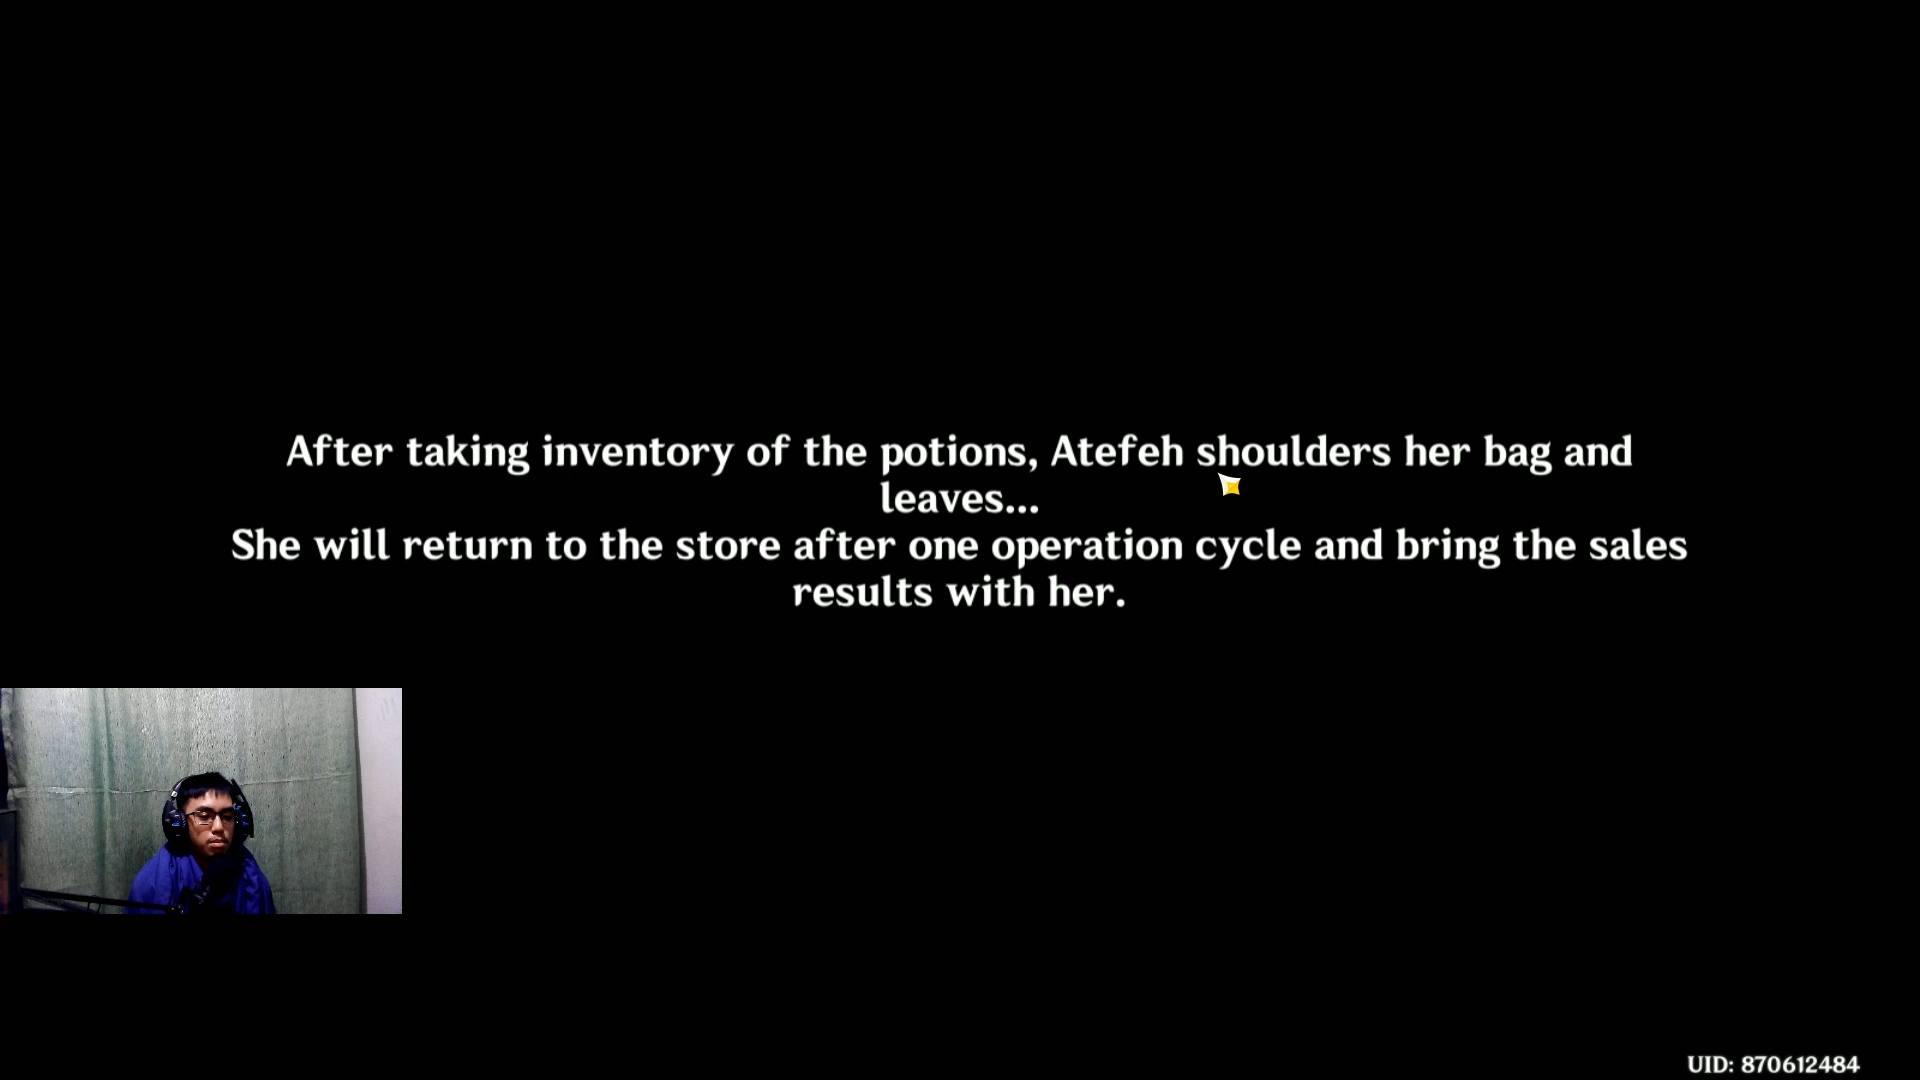 After taking inventory of the potions, Atefeh shoulders her bag and
leaves...
She will return to the store after one operation cycle and bring the sales
results with her.
UID: 870612484